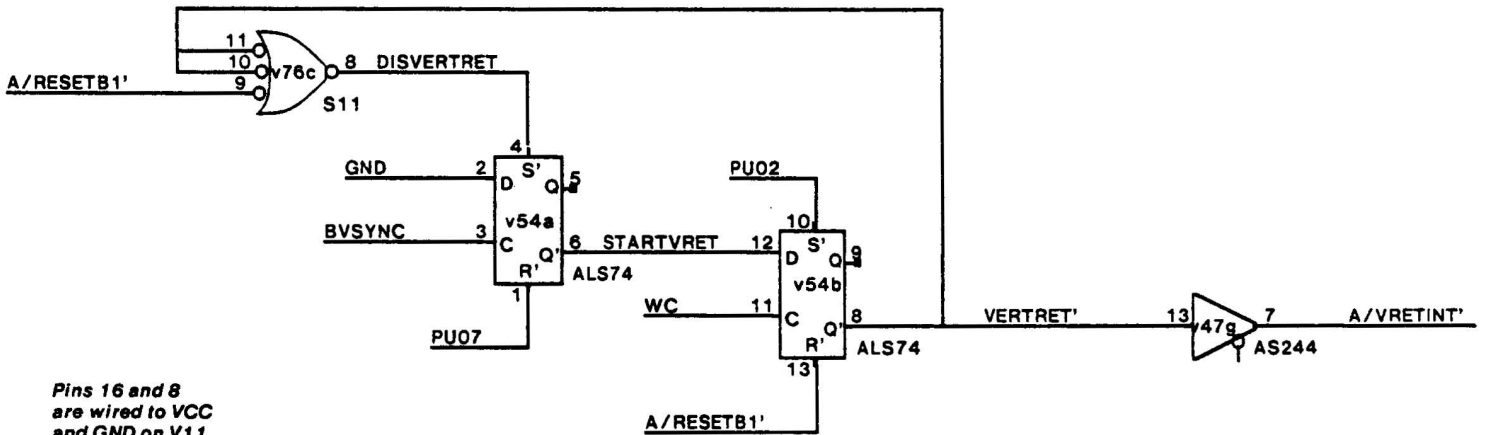 11
10
9
v76c
8
DISVERTRET
A/RESETB1'
S11
4
GND
2
S'
D
Q
5
v54a
BVSYNC
3
C
Q'
6
STARTVRET
R'
ALS74
1
PU07
PU02
10
12
S'
D
Q
9
v54b
WC
11
C
Q'
8
VERTRET'
R'
ALS74
13
A/RESETB1'
13
v47g
7
A/VRETINT'
AS244
Pins 16 and 8
are wired to VCC
and GND on V11